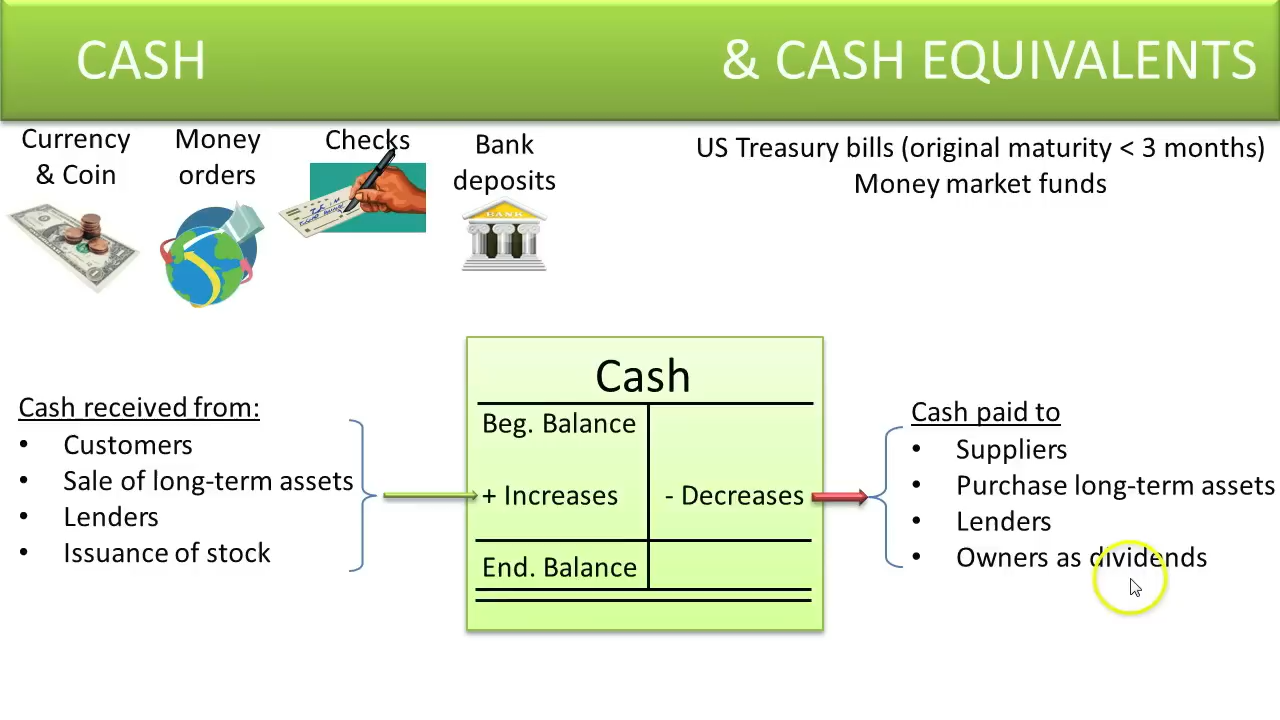 CASH & CASH EQUIVALENTS
Currency
& Coin
Money
orders
Checks
Bank
deposits
BANK
US Treasury bills (original maturity < 3 months)
Money market funds
Cash received from:
• Customers
• Sale of long-term assets
• Lenders
• Issuance of stock
Cash
Beg. Balance
+ Increases
- Decreases
End. Balance
Cash paid to
• Suppliers
• Purchase long-term assets
• Lenders
• Owners as dividends